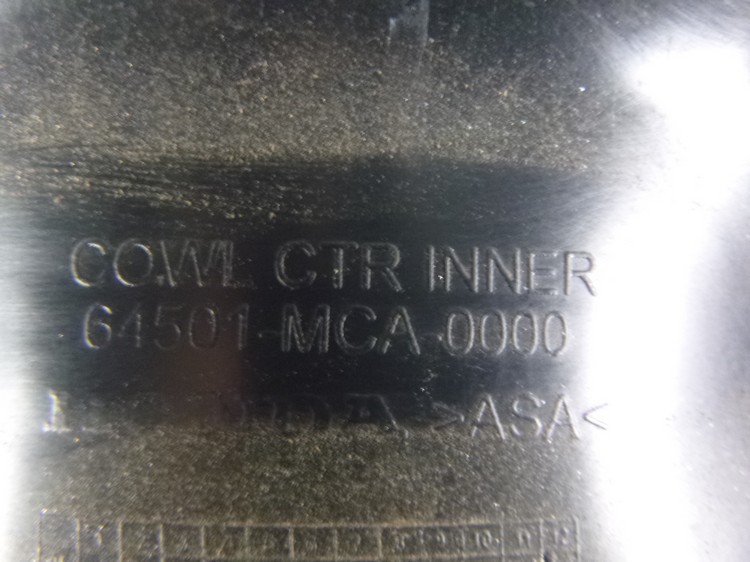 COWL CTR INNER
64501-MCA-0000
>ASA<